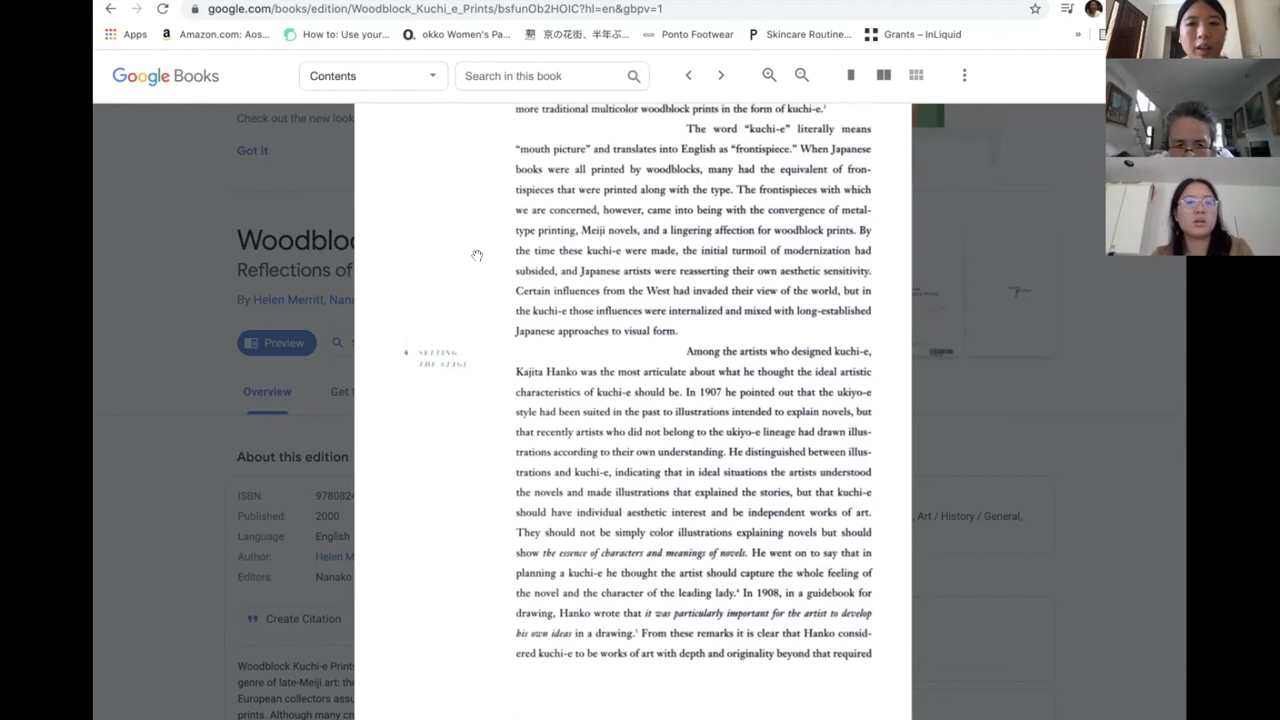 google.com/books/edition/Woodblock_Kuchi_e_Prints/bsfunOb2HOIC?hl=en&gbpv=1
Apps Amazon.com: Aos... How to: Use your... okko Women's Pa... 京の花街、半年ぶ... Ponto Footwear Skincare Routine... Grants – InLiquid »
Google Books Contents Search in this book
Check out the new look
Got it
Woodbloc
Reflections of
By Helen Merritt, Nana
Preview
Overview Get
About this edition
ISBN: 9780824
Published: 2000
Language: English
Author: Helen M
Editors: Nanako
Create Citation
Woodblock Kuchi-e Prints
genre of late-Meiji art: the
European collectors assu
prints. Although many cri
more traditional multicolor woodblock prints in the form of kuchi-e.
The word “kuchi-e” literally means
“mouth picture” and translates into English as “frontispiece.” When Japanese
books were all printed by woodblocks, many had the equivalent of fron-
tispieces that were printed along with the type. The frontispieces with which
we are concerned, however, came into being with the convergence of metal-
type printing, Meiji novels, and a lingering affection for woodblock prints. By
the time these kuchi-e were made, the initial turmoil of modernization had
subsided, and Japanese artists were reasserting their own aesthetic sensitivity.
Certain influences from the West had invaded their view of the world, but in
the kuchi-e those influences were internalized and mixed with long-established
Japanese approaches to visual form.
4 SETTING
THE STAGE
Among the artists who designed kuchi-e,
Kajita Hanko was the most articulate about what he thought the ideal artistic
characteristics of kuchi-e should be. In 1907 he pointed out that the ukiyo-e
style had been suited in the past to illustrations intended to explain novels, but
that recently artists who did not belong to the ukiyo-e lineage had drawn illus-
trations according to their own understanding. He distinguished between illus-
trations and kuchi-e, indicating that in ideal situations the artists understood
the novels and made illustrations that explained the stories, but that kuchi-e
should have individual aesthetic interest and be independent works of art.
They should not be simply color illustrations explaining novels but should
show the essence of characters and meanings of novels. He went on to say that in
planning a kuchi-e he thought the artist should capture the whole feeling of
the novel and the character of the leading lady.⁴ In 1908, in a guidebook for
drawing, Hanko wrote that it was particularly important for the artist to develop
his own ideas in a drawing.⁵ From these remarks it is clear that Hanko consid-
ered kuchi-e to be works of art with depth and originality beyond that required
, Art / History / General,